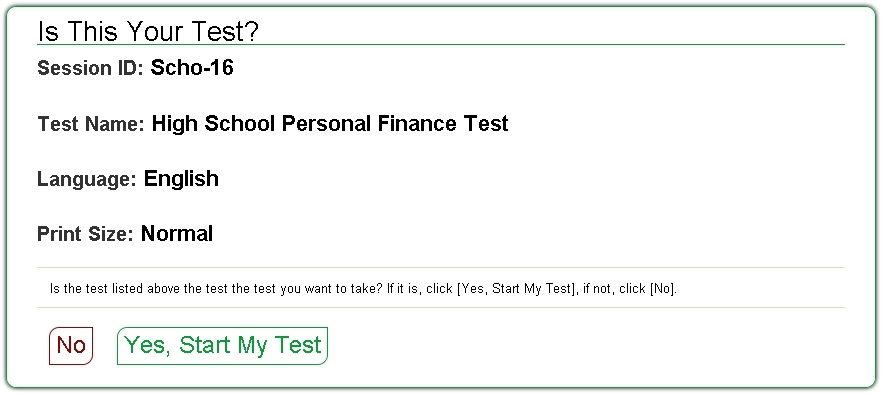 Is This Your Test?
Session ID: Scho-16
Test Name: High School Personal Finance Test
Language: English
Print Size: Normal
Is the test listed above the test the test you want to take? If it is, click [Yes, Start My Test], if not, click [No].
No Yes, Start My Test